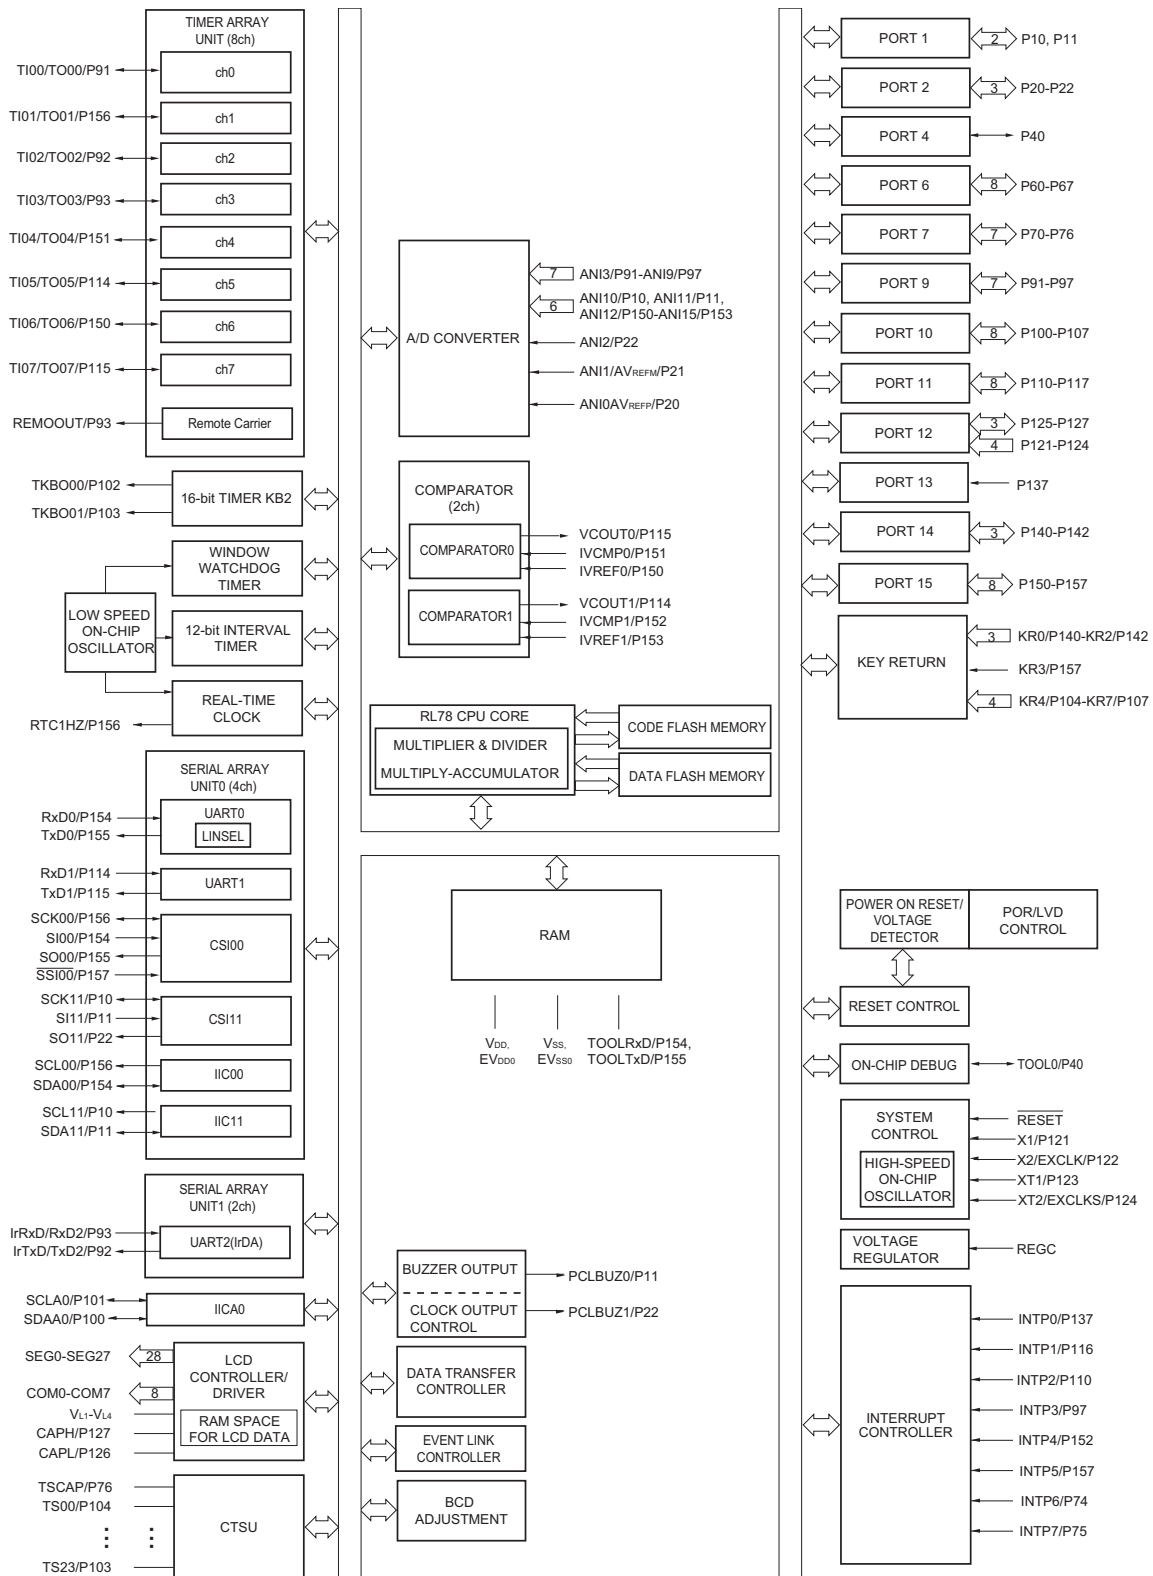 TIMER ARRAY
UNIT (8ch)
TI00/TO00/P91
ch0
TI01/TO01/P156
ch1
TI02/TO02/P92
ch2
TI03/TO03/P93
ch3
TI04/TO04/P151
ch4
TI05/TO05/P114
ch5
TI06/TO06/P150
ch6
TI07/TO07/P115
ch7
REMOOUT/P93
Remote Carrier
TKBO00/P102
TKBO01/P103
16-bit TIMER KB2
WINDOW
WATCHDOG
TIMER
LOW SPEED
ON-CHIP
OSCILLATOR
12-bit INTERVAL
TIMER
REAL-TIME
CLOCK
RTC1HZ/P156
SERIAL ARRAY
UNIT0 (4ch)
RxD0/P154
TxD0/P155
UART0
LINSEL
RxD1/P114
TxD1/P115
UART1
SCK00/P156
SI00/P154
SO00/P155
SSI00/P157
CSI00
SCK11/P10
SI11/P11
SO11/P22
CSI11
SCL00/P156
SDA00/P154
IIC00
SCL11/P10
SDA11/P11
IIC11
SERIAL ARRAY
UNIT1 (2ch)
IrRxD/RxD2/P93
IrTxD/TxD2/P92
UART2(IrDA)
SCLA0/P101
SDAA0/P100
IICA0
SEG0-SEG27
28
COM0-COM7
8
VL1-VL4
CAPH/P127
CAPL/P126
LCD
CONTROLLER/
DRIVER
RAM SPACE
FOR LCD DATA
TSCAP/P76
TS00/P104
TS23/P103
CTSU
A/D CONVERTER
7
ANI3/P91-ANI9/P97
6
ANI10/P10, ANI11/P11,
ANI12/P150-ANI15/P153
ANI2/P22
ANI1/AVREFM/P21
ANI0AVREFP/P20
COMPARATOR
(2ch)
COMPARATOR0
VCOUT0/P115
IVCMP0/P151
IVREF0/P150
COMPARATOR1
VCOUT1/P114
IVCMP1/P152
IVREF1/P153
RL78 CPU CORE
MULTIPLIER & DIVIDER
MULTIPLY-ACCUMULATOR
CODE FLASH MEMORY
DATA FLASH MEMORY
RAM
VDD,
EVDD0
VSS,
EVSS0
TOOLRxD/P154,
TOOLTxD/P155
BUZZER OUTPUT
CLOCK OUTPUT
CONTROL
PCLBUZ0/P11
PCLBUZ1/P22
DATA TRANSFER
CONTROLLER
EVENT LINK
CONTROLLER
BCD
ADJUSTMENT
PORT 1
2
P10, P11
PORT 2
3
P20-P22
PORT 4
P40
PORT 6
8
P60-P67
PORT 7
7
P70-P76
PORT 9
7
P91-P97
PORT 10
8
P100-P107
PORT 11
8
P110-P117
PORT 12
3
P125-P127
4
P121-P124
PORT 13
P137
PORT 14
3
P140-P142
PORT 15
8
P150-P157
KEY RETURN
3
KR0/P140-KR2/P142
KR3/P157
4
KR4/P104-KR7/P107
POWER ON RESET/
VOLTAGE
DETECTOR
POR/LVD
CONTROL
RESET CONTROL
ON-CHIP DEBUG
TOOL0/P40
SYSTEM
CONTROL
HIGH-SPEED
ON-CHIP
OSCILLATOR
RESET
X1/P121
X2/EXCLK/P122
XT1/P123
XT2/EXCLKS/P124
VOLTAGE
REGULATOR
REGC
INTERRUPT
CONTROLLER
INTP0/P137
INTP1/P116
INTP2/P110
INTP3/P97
INTP4/P152
INTP5/P157
INTP6/P74
INTP7/P75